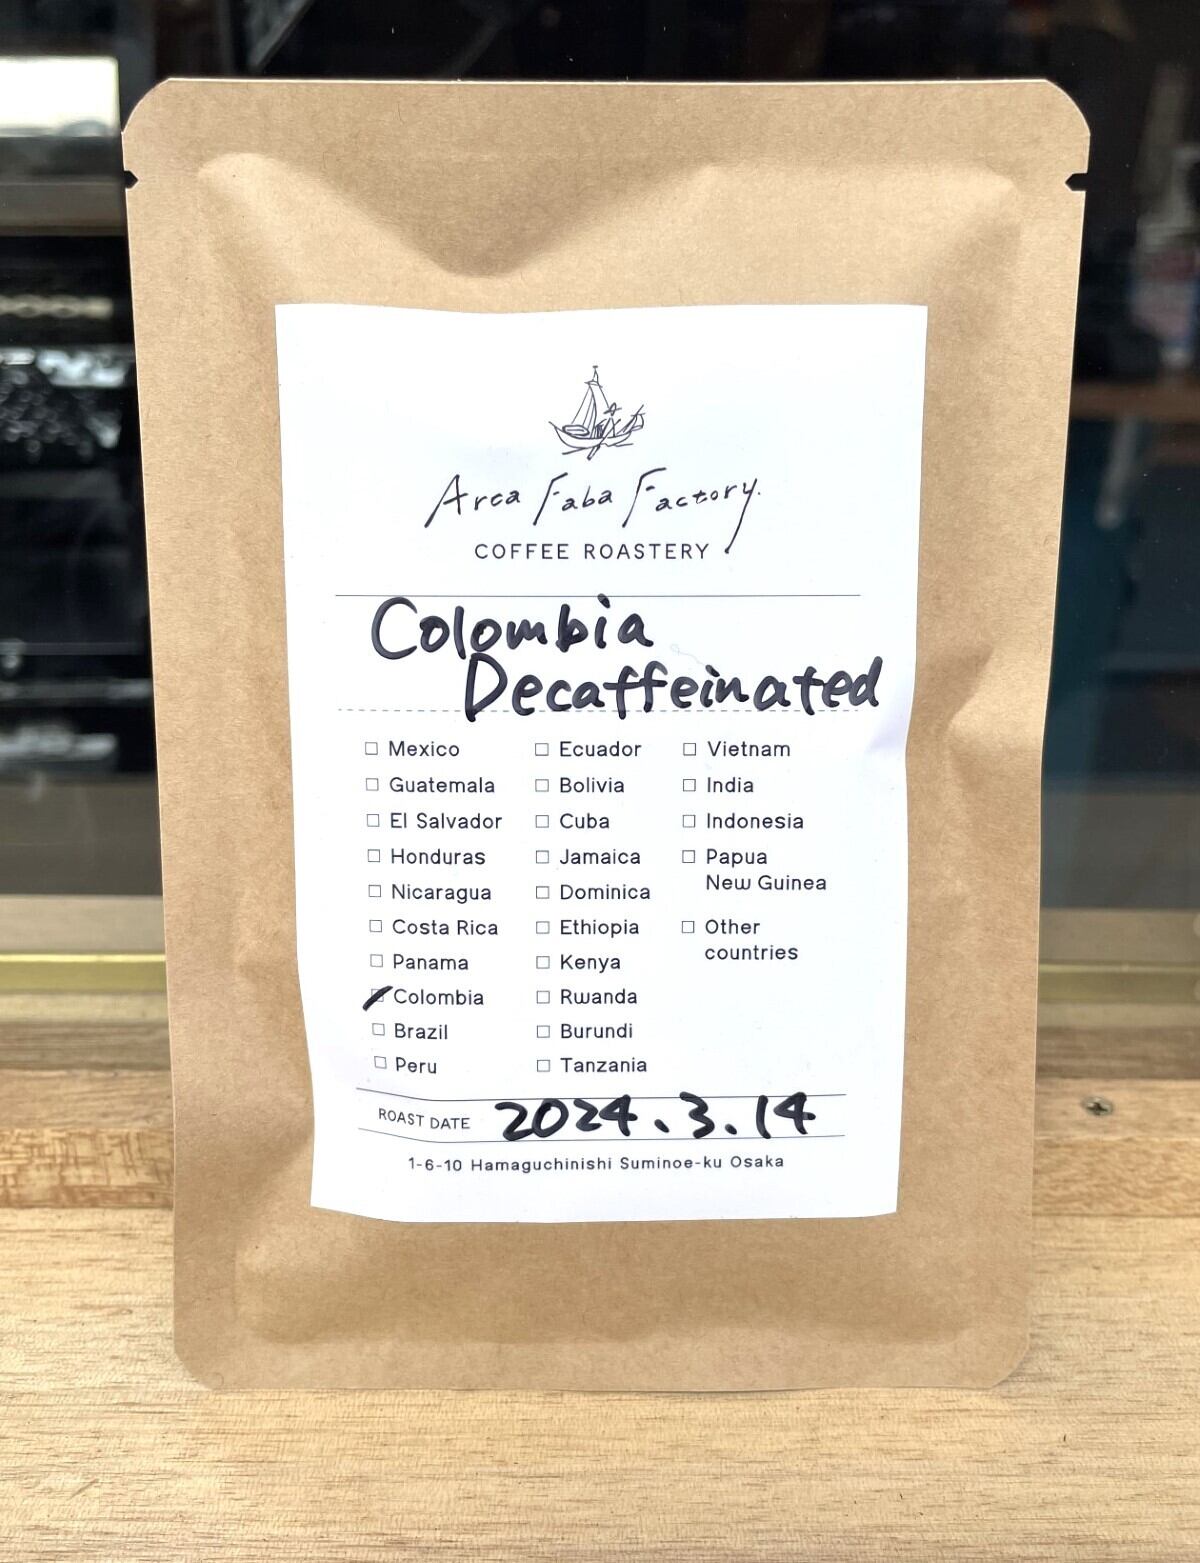 Arca Faba Factory.
COFFEE ROASTERY
Colombia
Decaffeinated
Mexico
Guatemala
El Salvador
Honduras
Nicaragua
Costa Rica
Panama
Colombia
Brazil
Peru
Ecuador
Bolivia
Cuba
Jamaica
Dominica
Ethiopia
Kenya
Rwanda
Burundi
Tanzania
Vietnam
India
Indonesia
Papua
New Guinea
Other
countries
ROAST DATE 2024.3.14
1-6-10 Hamaguchinishi Suminoe-ku Osaka